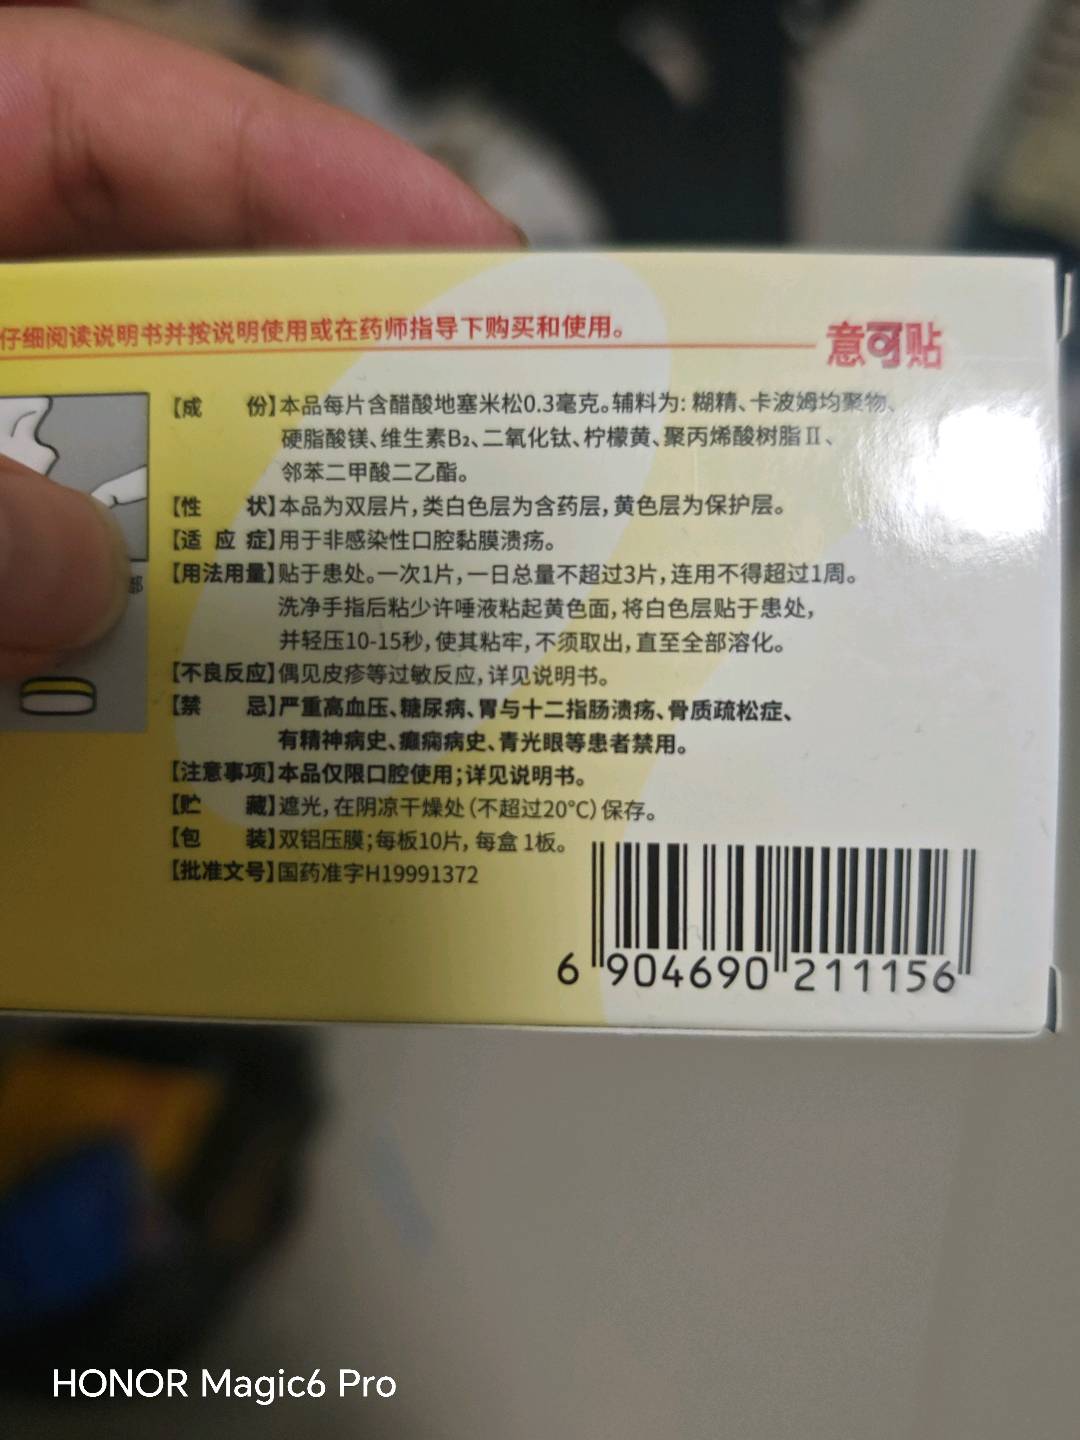 仔细阅读说明书并按说明使用或在药师指导下购买和使用。
意可贴
【成 份】本品每片含醋酸地塞米松0.3毫克。辅料为: 糊精、卡波姆均聚物、
硬脂酸镁、维生素B₂、二氧化钛、柠檬黄、聚丙烯酸树脂Ⅱ、
邻苯二甲酸二乙酯。
【性 状】本品为双层片，类白色层为含药层，黄色层为保护层。
【适 应 症】用于非感染性口腔黏膜溃疡。
【用法用量】贴于患处。一次1片，一日总量不超过3片，连用不得超过1周。
洗净手指后粘少许唾液粘起黄色面，将白色层贴于患处，
并轻压10-15秒，使其粘牢，不须取出，直至全部溶化。
【不良反应】偶见皮疹等过敏反应，详见说明书。
【禁 忌】严重高血压、糖尿病、胃与十二指肠溃疡、骨质疏松症、
有精神病史、癫痫病史、青光眼等患者禁用。
【注意事项】本品仅限口腔使用；详见说明书。
【贮 藏】遮光，在阴凉干燥处（不超过20°C）保存。
【包 装】双铝压膜；每板10片，每盒 1板。
【批准文号】国药准字H19991372
部
6 904690 211156
HONOR Magic6 Pro